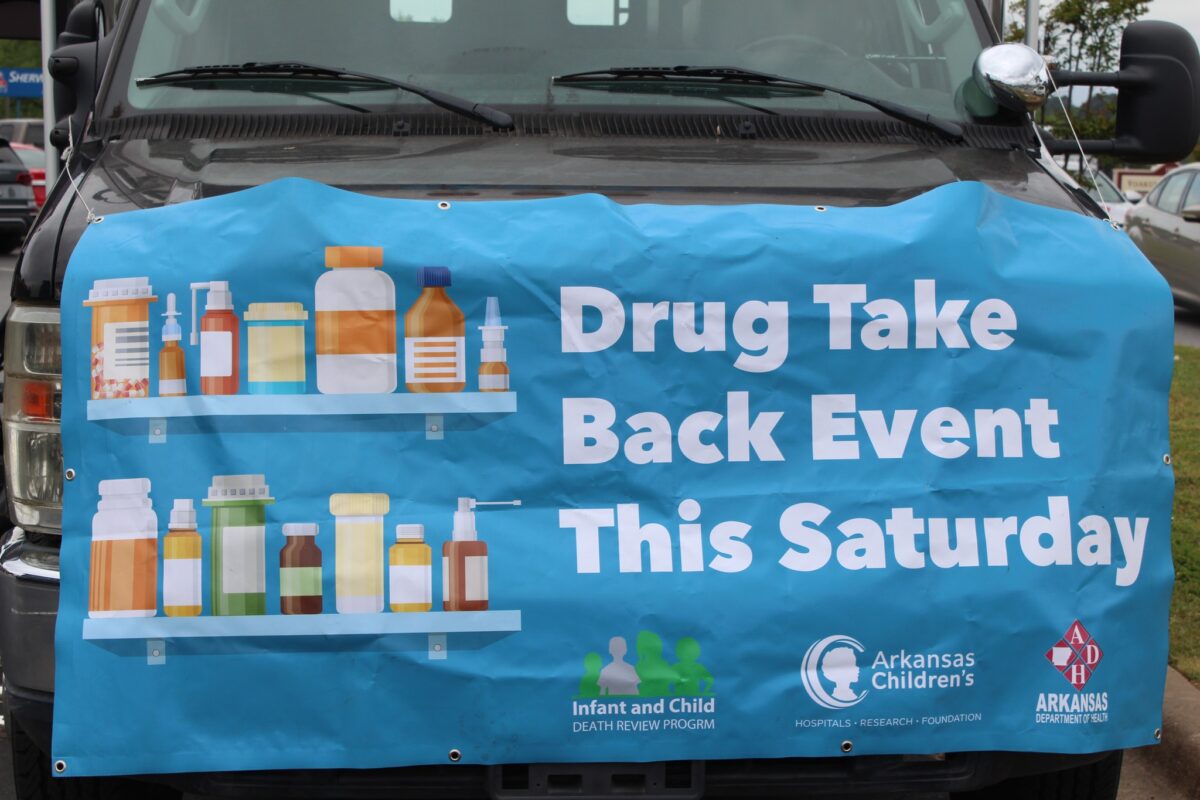 SHERW
Drug Take
Back Event
This Saturday
Infant and Child
DEATH REVIEW PROGRM
Arkansas
Children's
HOSPITALS · RESEARCH · FOUNDATION
A
D
H
ARKANSAS
DEPARTMENT OF HEALTH